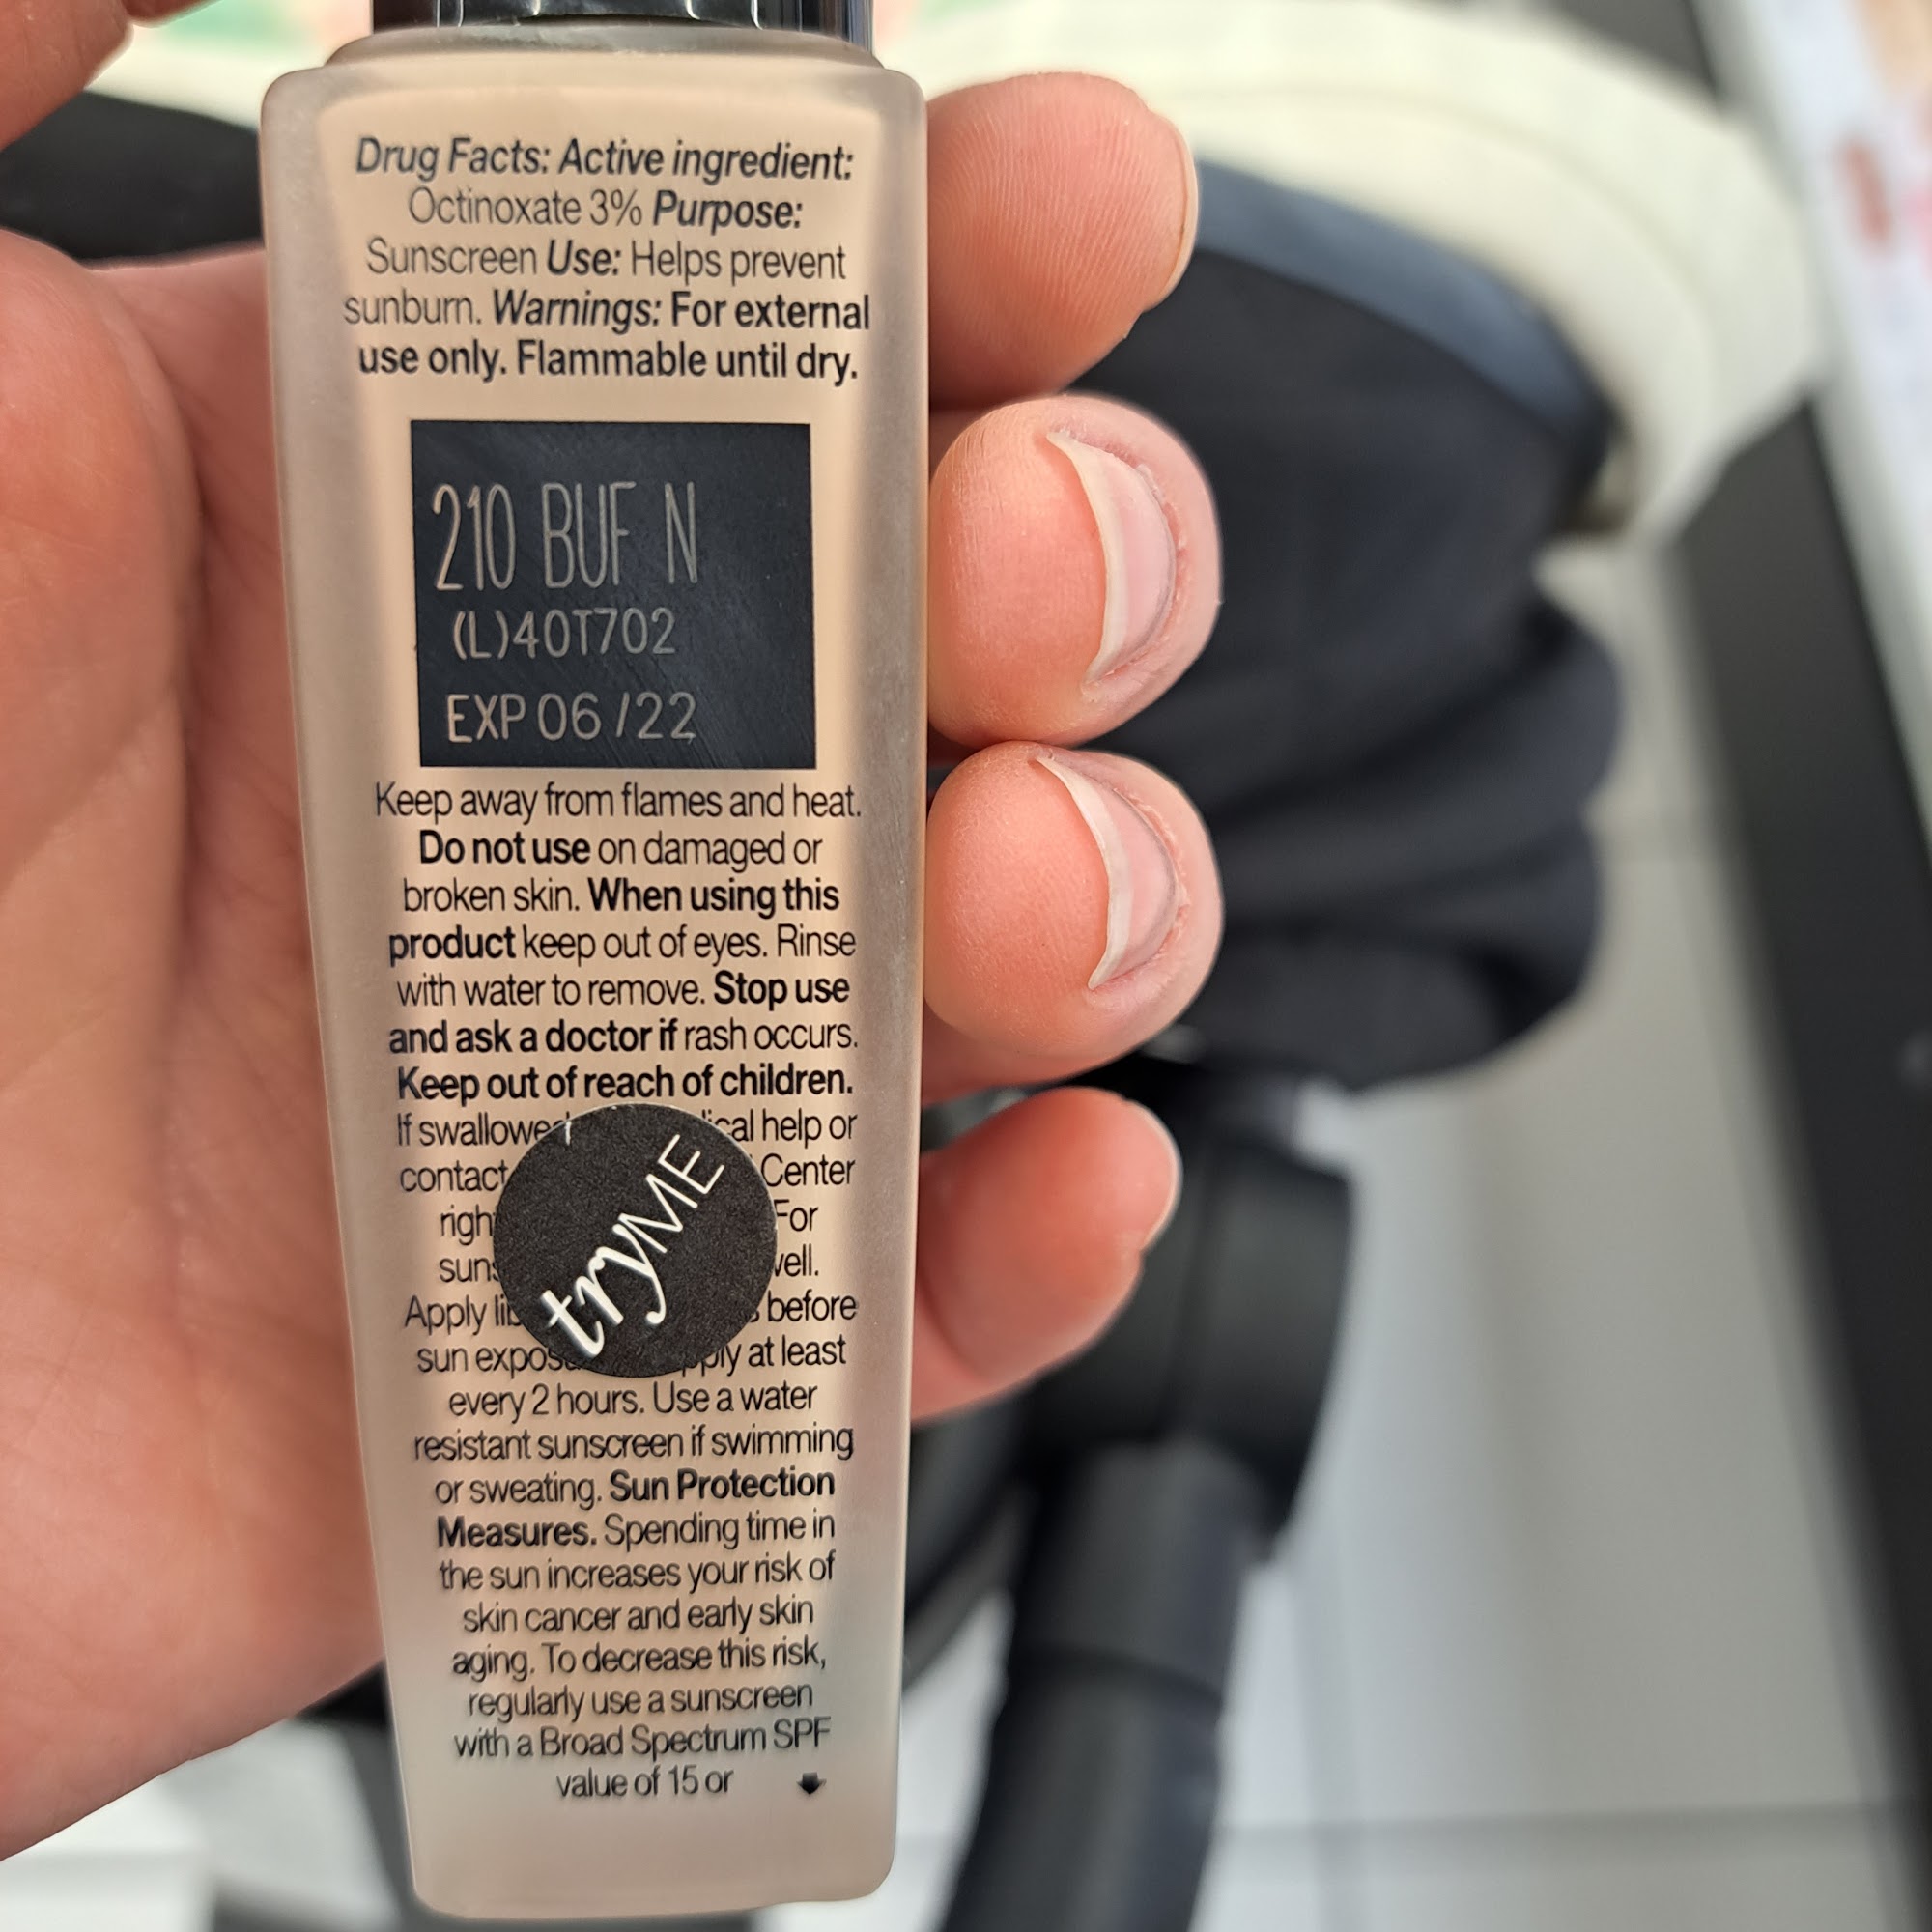 Drug Facts: Active ingredient:
Octinoxate 3% Purpose:
Sunscreen Use: Helps prevent
sunburn. Warnings: For external
use only. Flammable until dry.
210 BUF N
(L)40T702
EXP 06/22
Keep away from flames and heat.
Do not use on damaged or
broken skin. When using this
product keep out of eyes. Rinse
with water to remove. Stop use
and ask a doctor if rash occurs.
Keep out of reach of children.
If help or
contact Center
For
Apply before
sun at least
every 2 hours. Use a water
resistant sunscreen if swimming
or sweating. Sun Protection
Measures. Spending time in
the sun increases your risk of
skin cancer and early skin
aging. To decrease this risk,
regularly use a sunscreen
with a Broad Spectrum SPF
value of 15 or
tryME